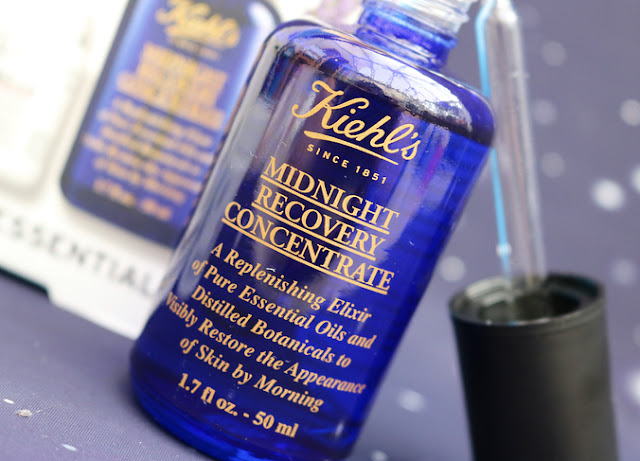 Kiehl's
SINCE 1851
MIDNIGHT
RECOVERY
CONCENTRATE
A Replenishing Elixir
of Pure Essential Oils and
Distilled Botanicals to
Visibly Restore the Appearance
of Skin by Morning
1.7 fl oz. - 50 ml
Kiehl's
ESSENTIAL